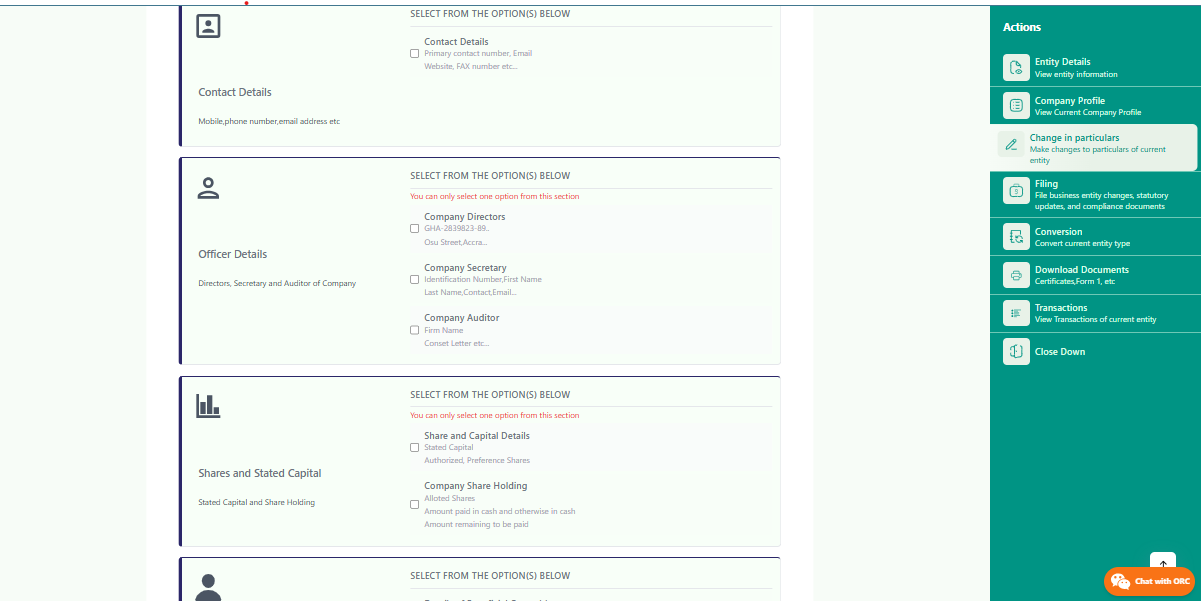 SELECT FROM THE OPTION(S) BELOW
Contact Details
Primary contact number, Email
Website, FAX number etc...
Contact Details
Mobile,phone number,email address etc
SELECT FROM THE OPTION(S) BELOW
You can only select one option from this section
Company Directors
GHA-2839823-89..
Osu Street,Accra...
Officer Details
Directors, Secretary and Auditor of Company
Company Secretary
Identification Number,First Name
Last Name,Contact,Email...
Company Auditor
Firm Name
Conset Letter etc...
SELECT FROM THE OPTION(S) BELOW
You can only select one option from this section
Share and Capital Details
Stated Capital
Authorized, Preference Shares
Shares and Stated Capital
Stated Capital and Share Holding
Company Share Holding
Alloted Shares
Amount paid in cash and otherwise in cash
Amount remaining to be paid
SELECT FROM THE OPTION(S) BELOW
Actions
Entity Details
View entity information
Company Profile
View Current Company Profile
Change in particulars
Make changes to particulars of current
entity
Filing
File business entity changes, statutory
updates, and compliance documents
Conversion
Convert current entity type
Download Documents
Certificates,Form 1, etc
Transactions
View Transactions of current entity
Close Down
Chat with ORC